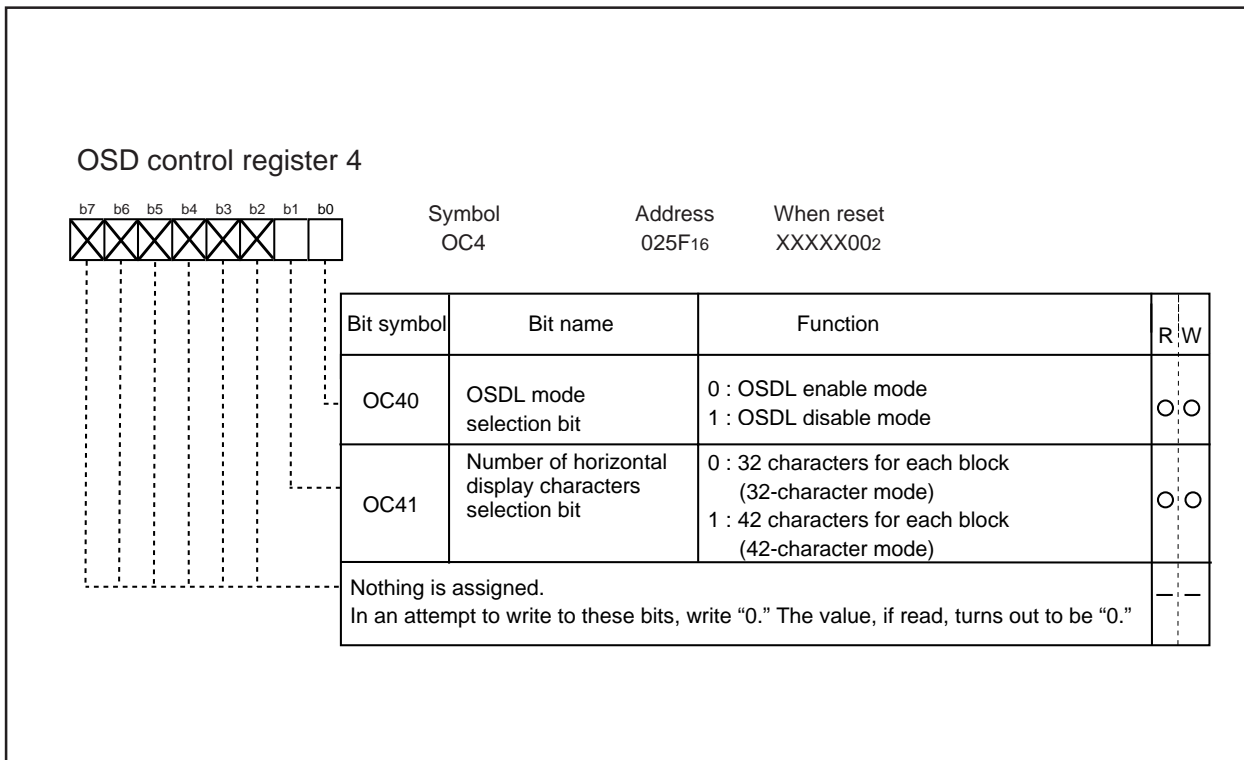 OSD control register 4
b7 b6 b5 b4 b3 b2 b1 b0
Symbol Address When reset
OC4 025F16 XXXXX002
Bit symbol Bit name Function R W
OC40 OSDL mode selection bit
0 : OSDL enable mode
1 : OSDL disable mode
OC41 Number of horizontal
display characters
selection bit
0 : 32 characters for each block
(32-character mode)
1 : 42 characters for each block
(42-character mode)
Nothing is assigned.
In an attempt to write to these bits, write “0.” The value, if read, turns out to be “0.”